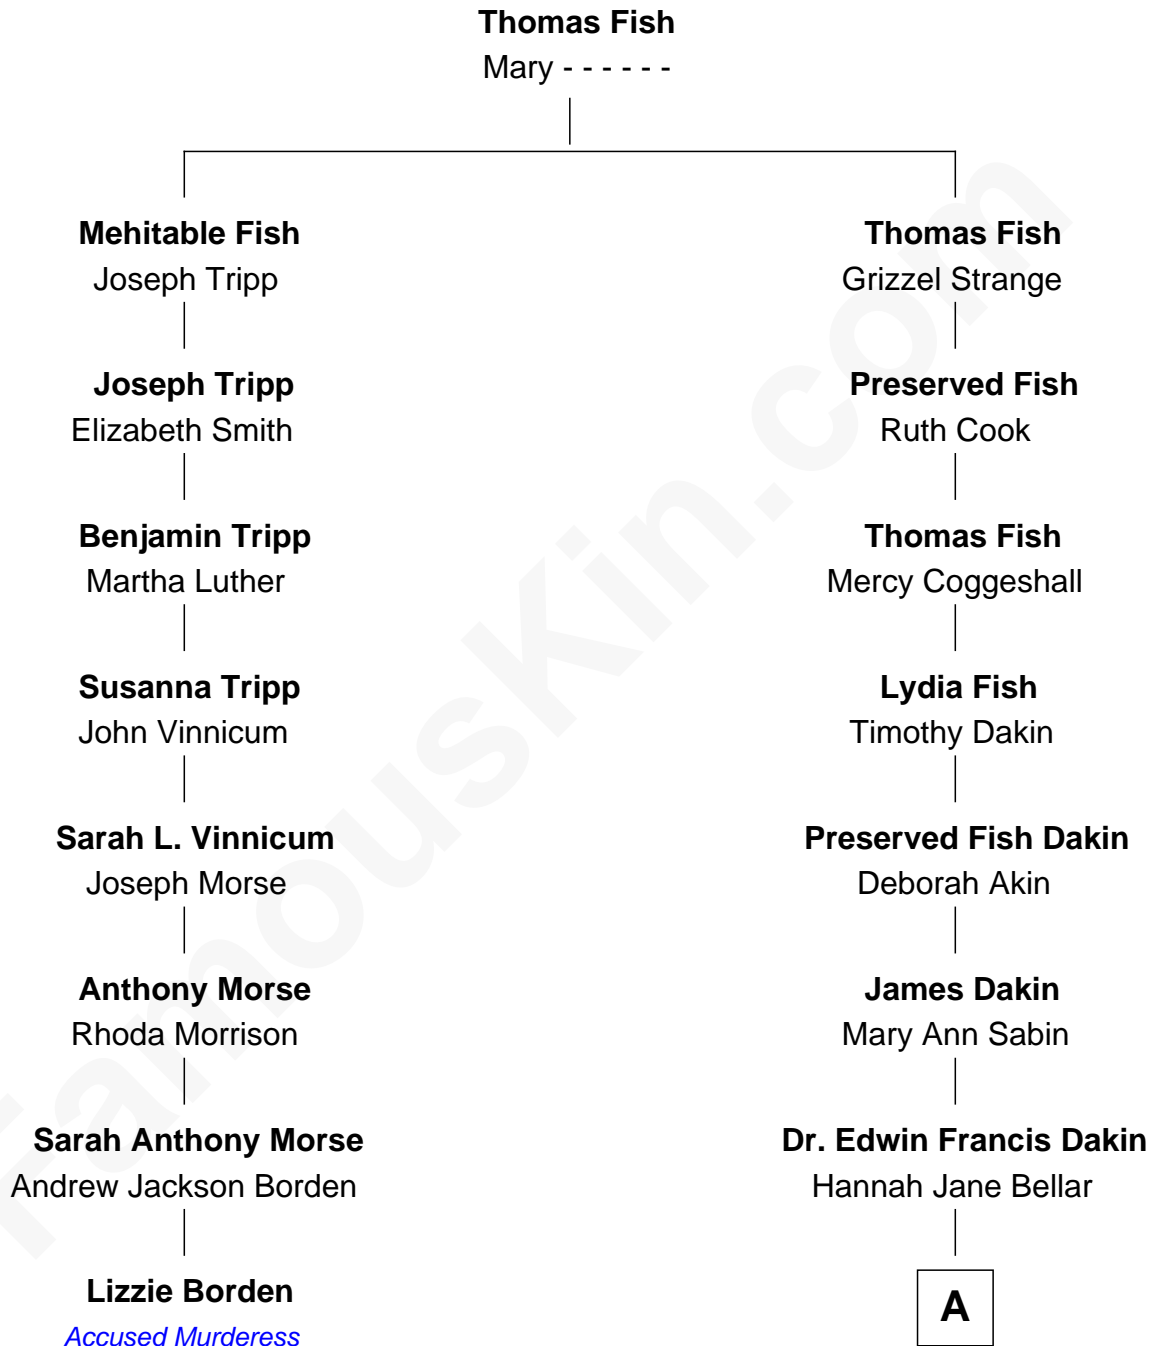 Thomas Fish
Mary - - - - - -
Mehitable Fish
Joseph Tripp
Thomas Fish
Grizzel Strange
Joseph Tripp
Elizabeth Smith
Preserved Fish
Ruth Cook
Benjamin Tripp
Martha Luther
Thomas Fish
Mercy Coggeshall
Susanna Tripp
John Vinnicum
Lydia Fish
Timothy Dakin
Sarah L. Vinnicum
Joseph Morse
Preserved Fish Dakin
Deborah Akin
Anthony Morse
Rhoda Morrison
James Dakin
Mary Ann Sabin
Sarah Anthony Morse
Andrew Jackson Borden
Dr. Edwin Francis Dakin
Hannah Jane Bellar
Lizzie Borden
Accused Murderess
A
FamousKin.com